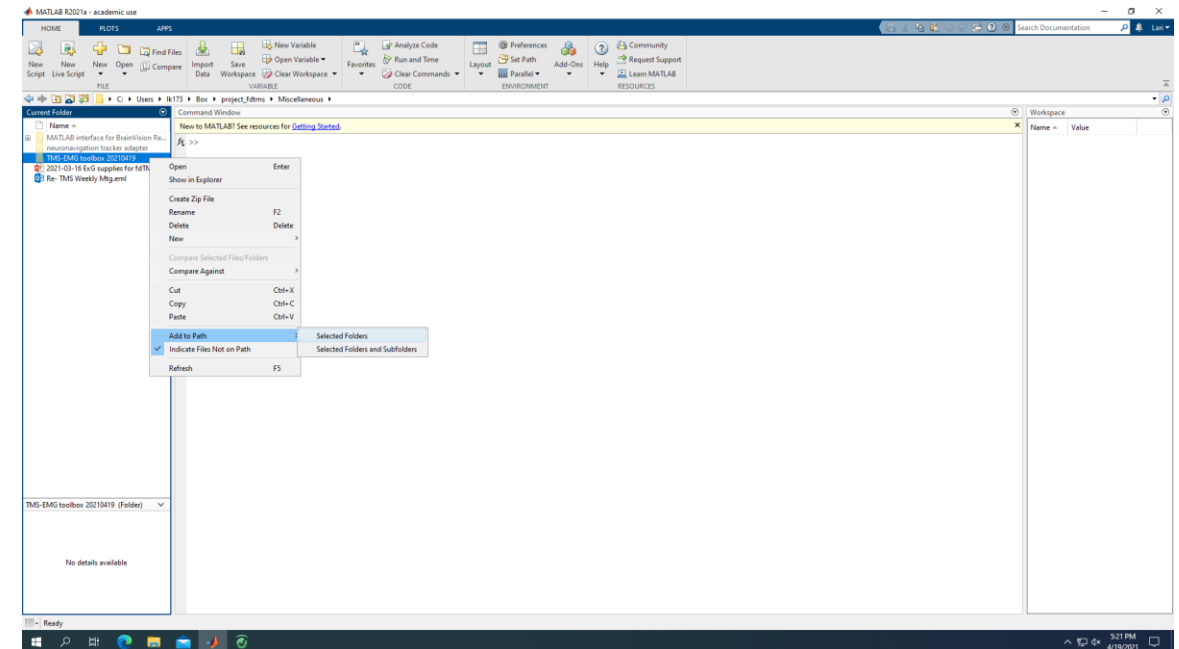 MATLAB R2021a - academic use
HOME PLOTS APPS
Search Documentation
Lari
New Script
New Live Script
New
Open
Find Files
Compare
Import Data
Save Workspace
New Variable
Open Variable
Clear Workspace
Favorites
Analyze Code
Run and Time
Clear Commands
Layout
Preferences
Set Path
Parallel
Add-Ons
Help
Community
Request Support
Learn MATLAB
FILE VARIABLE CODE ENVIRONMENT RESOURCES
C: Users lk173 Box project_fdtms Miscellaneous
Current Folder
Name
MATLAB interface for BrainVision Re...
neuronavigation tracker adapter
TMS-EMG toolbox 20210419
2021-03-16 ExG supplies for fdTM
Re- TMS Weekly Mtg.eml
Command Window
New to MATLAB? See resources for Getting Started.
fx >>
Workspace
Name Value
Open Enter
Show in Explorer
Create Zip File
Rename F2
Delete Delete
New
Compare Selected Files/Folders
Compare Against
Cut Ctrl+X
Copy Ctrl+C
Paste Ctrl+V
Add to Path
Indicate Files Not on Path
Refresh F5
Selected Folders
Selected Folders and Subfolders
TMS-EMG toolbox 20210419 (Folder)
No details available
Ready
5:21 PM
4/19/2021